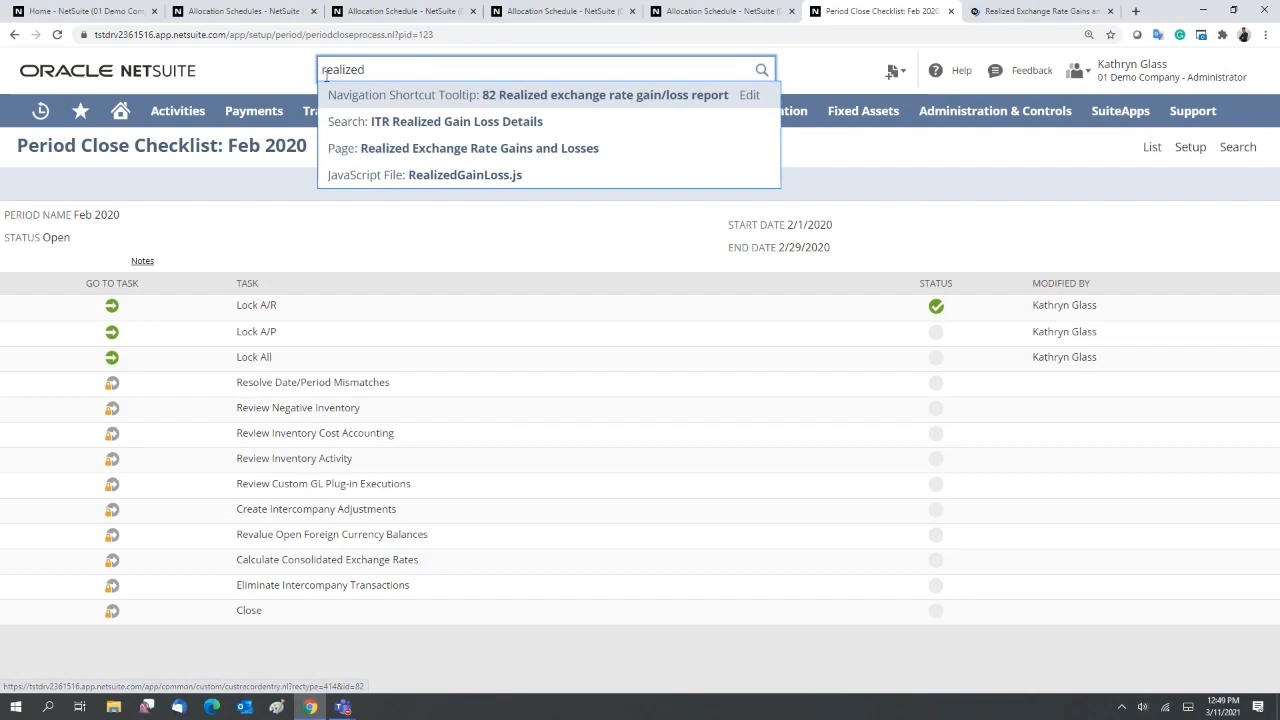 Home - NetSuite (01 Demo Com
Allocation Schedules - NetSuite
Allocation Schedule - NetSuite (
Allocation Schedule - NetSuite (
Allocation Schedule - NetSuite (
Period Close Checklist: Feb 2020
Realized Exchange Rate Gains an
tstdrv2361516.app.netsuite.com/app/setup/period/periodcloseprocess.nl?pid=123
ORACLE NETSUITE
realized
Help
Feedback
Kathryn Glass
01 Demo Company - Administrator
Navigation Shortcut Tooltip: 82 Realized exchange rate gain/loss report Edit
Search: ITR Realized Gain Loss Details
Page: Realized Exchange Rate Gains and Losses
JavaScript File: RealizedGainLoss.js
Activities Payments Tra tion Fixed Assets Administration & Controls SuiteApps Support
Period Close Checklist: Feb 2020
List Setup Search
PERIOD NAME Feb 2020
STATUS Open
START DATE 2/1/2020
END DATE 2/29/2020
Notes
GO TO TASK TASK STATUS MODIFIED BY
Lock A/R Kathryn Glass
Lock A/P Kathryn Glass
Lock All Kathryn Glass
Resolve Date/Period Mismatches
Review Negative Inventory
Review Inventory Cost Accounting
Review Inventory Activity
Review Custom GL Plug-in Executions
Create Intercompany Adjustments
Revalue Open Foreign Currency Balances
Calculate Consolidated Exchange Rates
Eliminate Intercompany Transactions
Close
https://tstdrv2361516.app.netsuite.com/app/common/custom/custrecordentry.nl?rectype=414&id=82
12:49 PM
3/11/2021